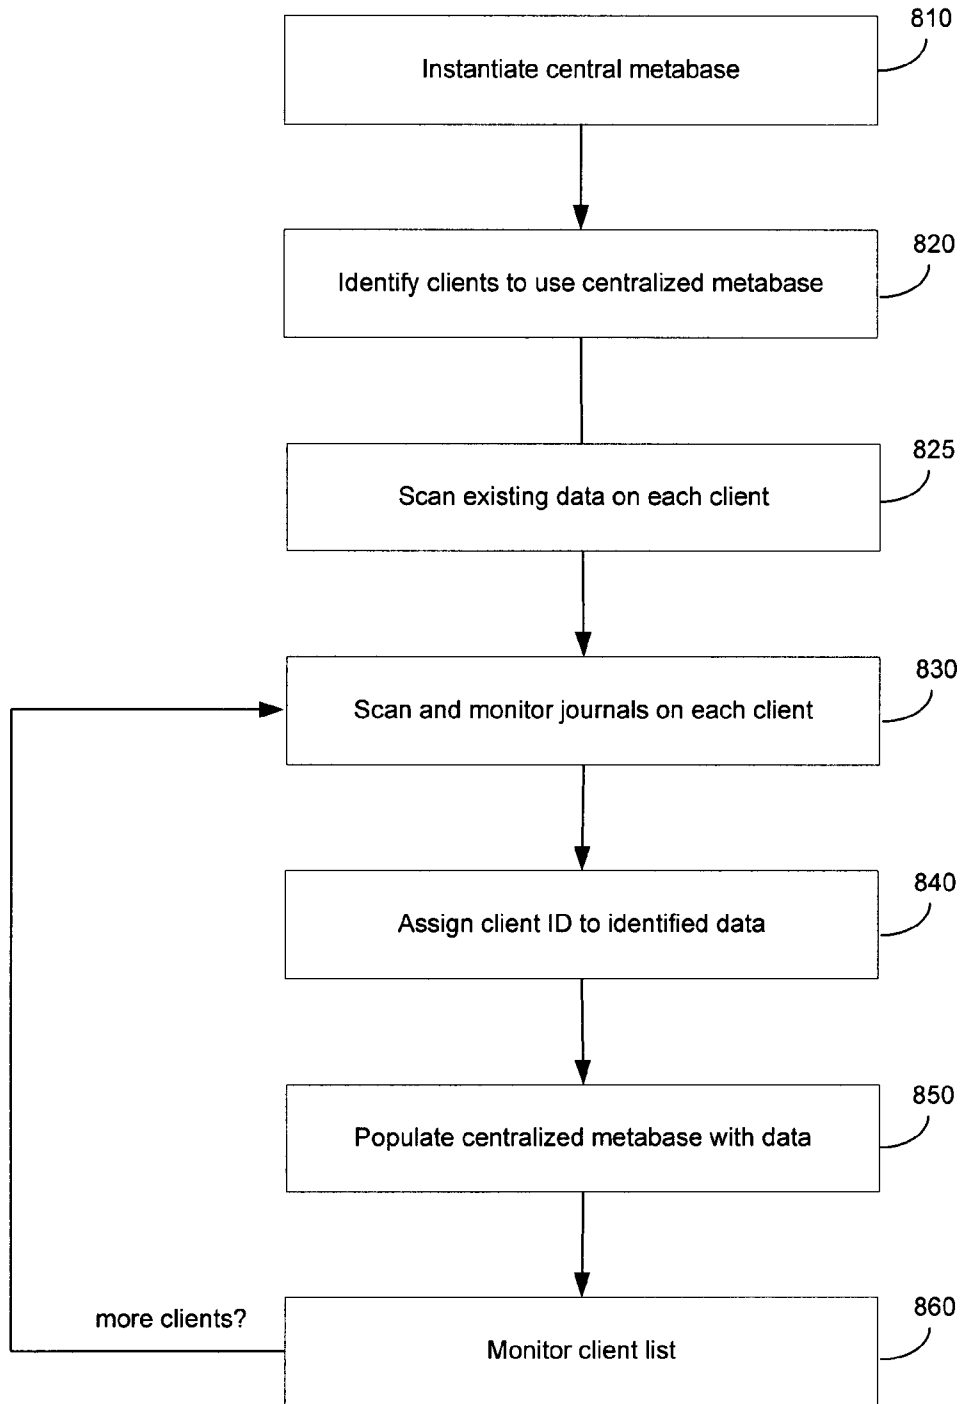 810
Instantiate central metabase
820
Identify clients to use centralized metabase
825
Scan existing data on each client
830
Scan and monitor journals on each client
840
Assign client ID to identified data
850
Populate centralized metabase with data
860
more clients?
Monitor client list